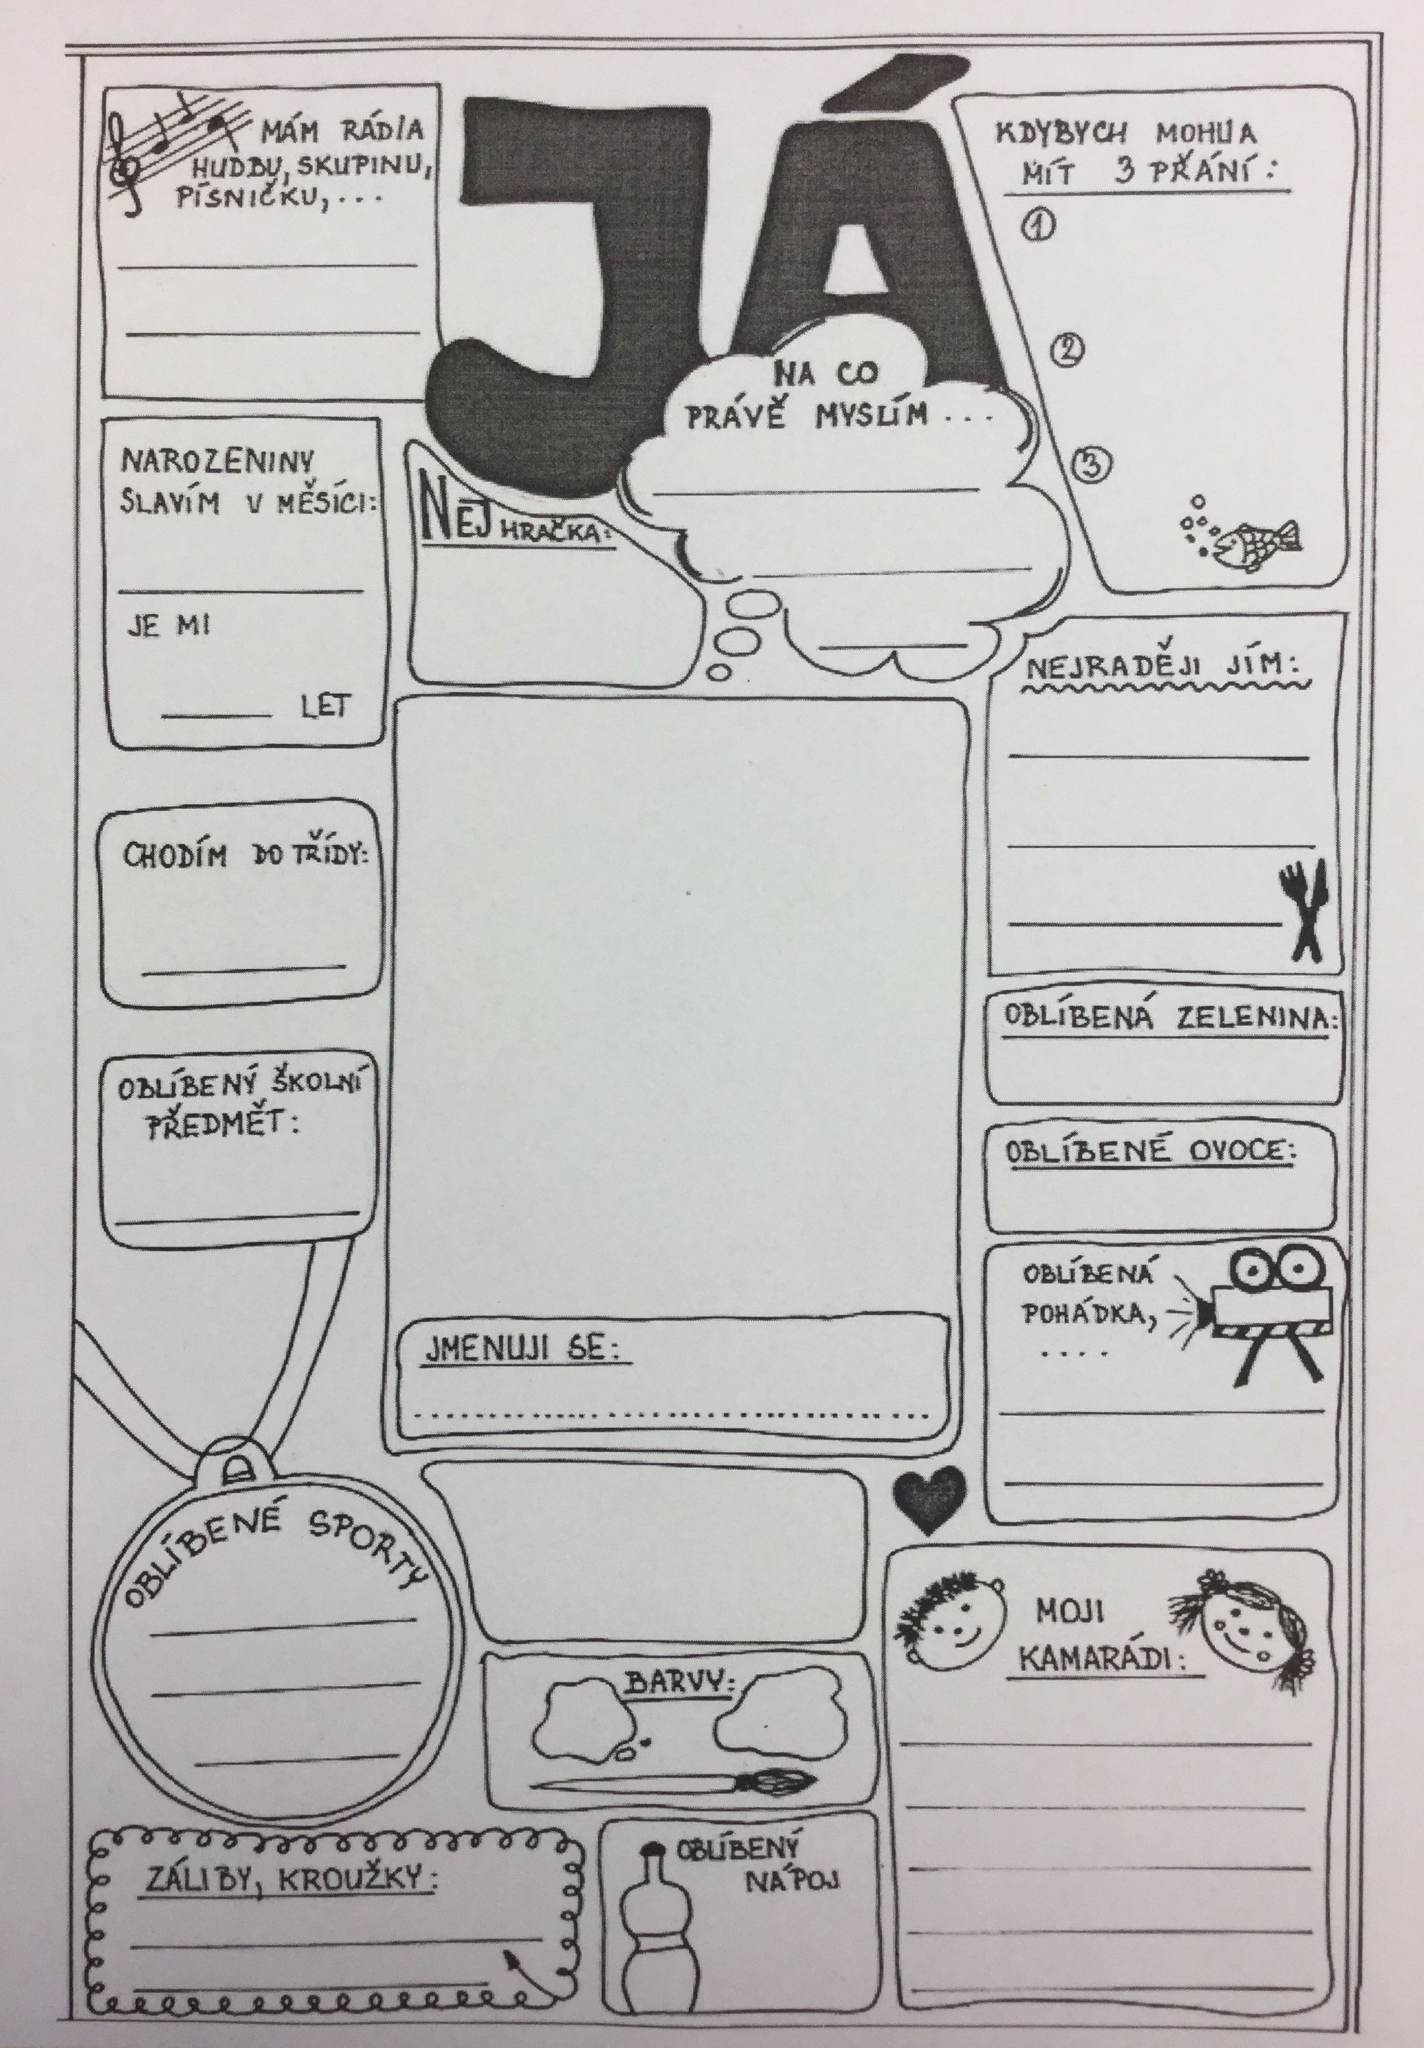 JÁ
MÁM RÁD/A
HUDBU, SKUPINU,
PÍSNIČKU, ...
KDYBYCH MOHL/A
MÍT 3 PŘÁNÍ:
1
2
3
NA CO
PRÁVĚ MYSLÍM ...
NAROZENINY
SLAVÍM V MĚSÍCI:
JE MI
LET
NEJ HRAČKA:
NEJRADĚJI JÍM:
CHODÍM DO TŘÍDY:
OBLÍBENÁ ZELENINA:
OBLÍBENÝ ŠKOLNÍ
PŘEDMĚT:
OBLÍBENÉ OVOCE:
OBLÍBENÁ
POHÁDKA,
....
JMENUJI SE:
OBLÍBENÉ SPORTY
MOJI
KAMARÁDI:
BARVY:
ZÁLIBY, KROUŽKY:
OBLÍBENÝ
NÁPOJ